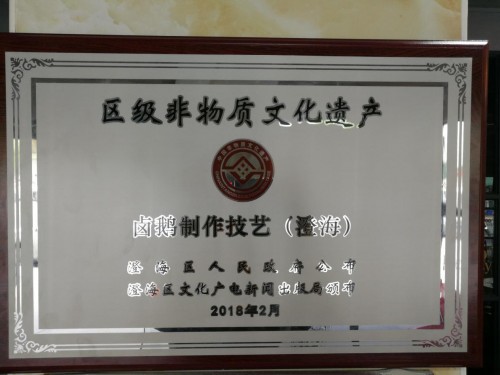 区级非物质文化遗产
卤鹅制作技艺（澄海）
澄海区人民政府公布
澄海区文化广电新闻出版局颁布
2018年2月